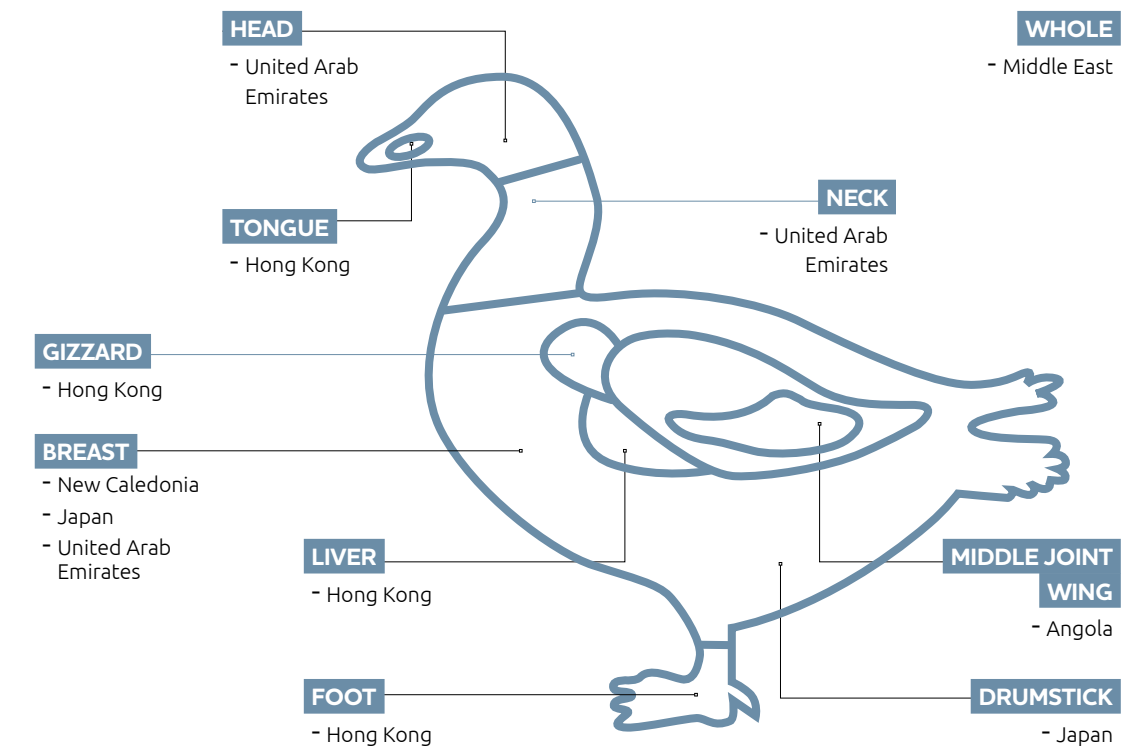 HEAD
- United Arab
Emirates
WHOLE
- Middle East
TONGUE
- Hong Kong
NECK
- United Arab
Emirates
GIZZARD
- Hong Kong
BREAST
- New Caledonia
- Japan
- United Arab
Emirates
LIVER
- Hong Kong
MIDDLE JOINT
WING
- Angola
FOOT
- Hong Kong
DRUMSTICK
- Japan